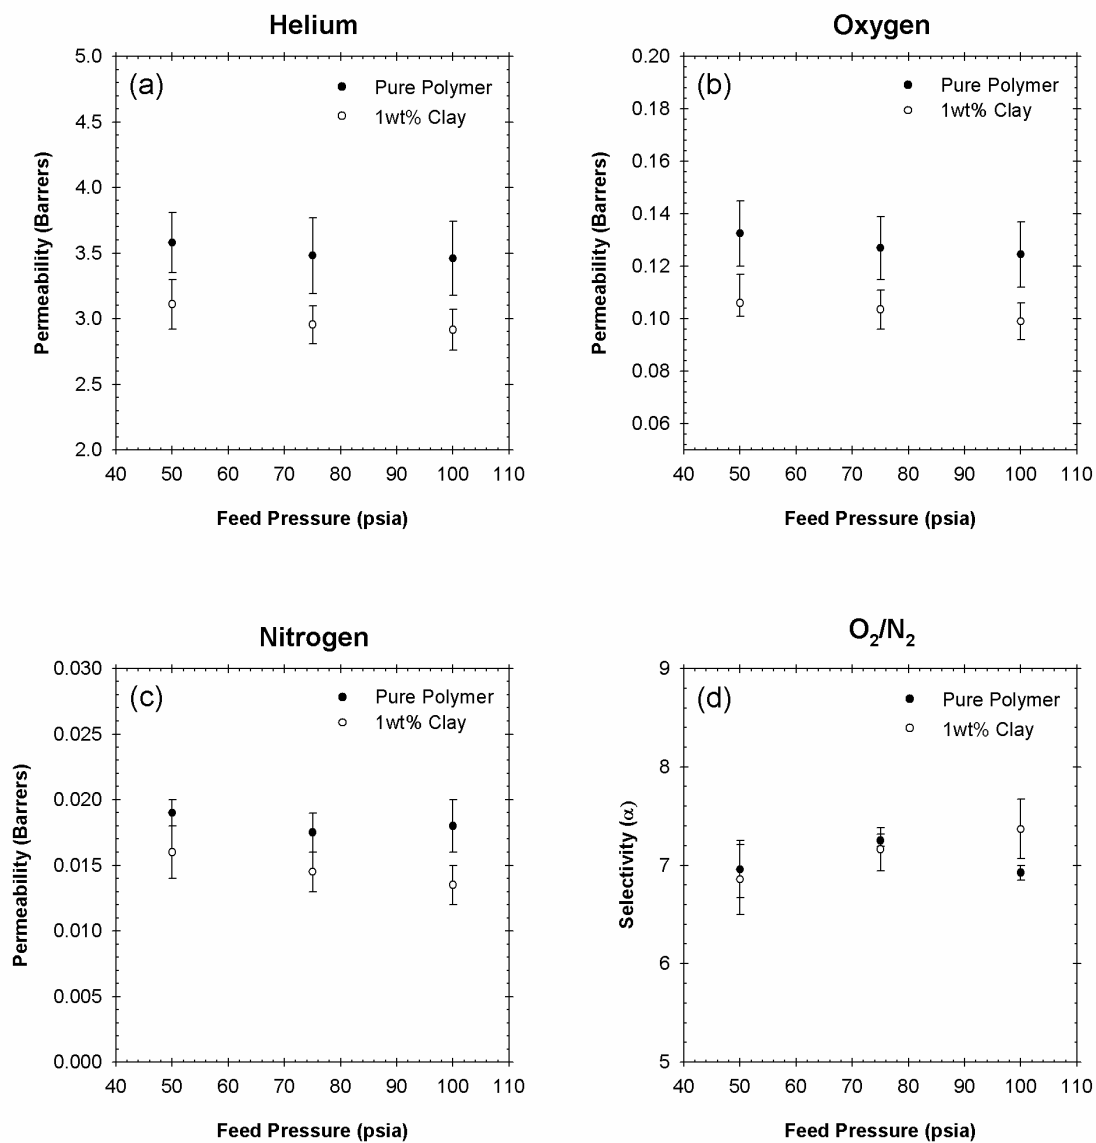 Helium
(a)
Pure Polymer
1wt% Clay
Permeability (Barrers)
5.0
4.5
4.0
3.5
3.0
2.5
2.0
40 50 60 70 80 90 100 110
Feed Pressure (psia)
Oxygen
(b)
Pure Polymer
1wt% Clay
Permeability (Barrers)
0.20
0.18
0.16
0.14
0.12
0.10
0.08
0.06
40 50 60 70 80 90 100 110
Feed Pressure (psia)
Nitrogen
(c)
Pure Polymer
1wt% Clay
Permeability (Barrers)
0.030
0.025
0.020
0.015
0.010
0.005
0.000
40 50 60 70 80 90 100 110
Feed Pressure (psia)
O₂/N₂
(d)
Pure Polymer
1wt% Clay
Selectivity (α)
9
8
7
6
5
40 50 60 70 80 90 100 110
Feed Pressure (psia)